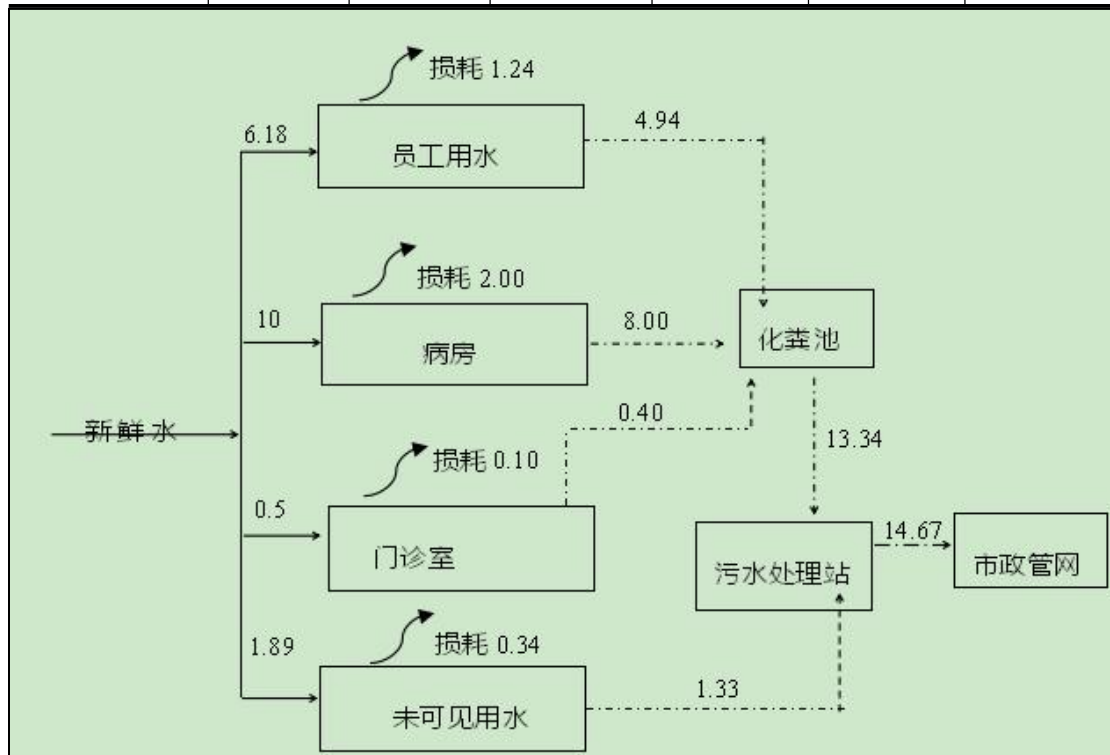 损耗 1.24
6.18
员工用水
4.94
损耗 2.00
10
病房
8.00
化粪池
新鲜水
0.40
13.34
损耗 0.10
0.5
门诊室
污水处理站
14.67
市政管网
损耗 0.34
1.89
未可见用水
1.33